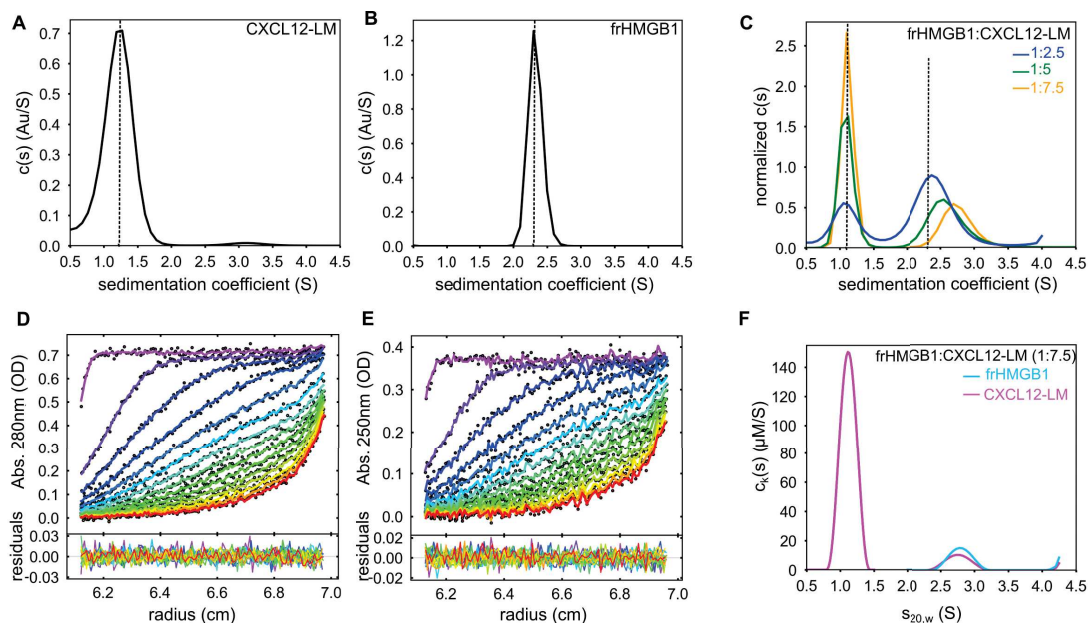 A
CXCL12-LM
c(s) (Au/S)
0.7
0.6
0.5
0.4
0.3
0.2
0.1
0.0
0.5 1.0 1.5 2.0 2.5 3.0 3.5 4.0 4.5
sedimentation coefficient (S)
B
frHMGB1
c(s) (Au/S)
1.2
1.0
0.8
0.6
0.4
0.2
0.0
0.5 1.0 1.5 2.0 2.5 3.0 3.5 4.0 4.5
sedimentation coefficient (S)
C
frHMGB1:CXCL12-LM
1:2.5
1:5
1:7.5
normalized c(s)
2.5
2.0
1.5
1.0
0.5
0.0
0.5 1.0 1.5 2.0 2.5 3.0 3.5 4.0 4.5
sedimentation coefficient (S)
D
Abs. 280nm (OD)
0.7
0.6
0.5
0.4
0.3
0.2
0.1
0.0
residuals
0.03
0.00
-0.03
6.2 6.4 6.6 6.8 7.0
radius (cm)
E
Abs. 250nm (OD)
0.4
0.3
0.2
0.1
0.0
residuals
0.02
0.00
-0.02
6.2 6.4 6.6 6.8 7.0
radius (cm)
F
frHMGB1:CXCL12-LM (1:7.5)
frHMGB1
CXCL12-LM
ck(s) (µM/S)
140
120
100
80
60
40
20
0
0.5 1.0 1.5 2.0 2.5 3.0 3.5 4.0 4.5
s20,w (S)